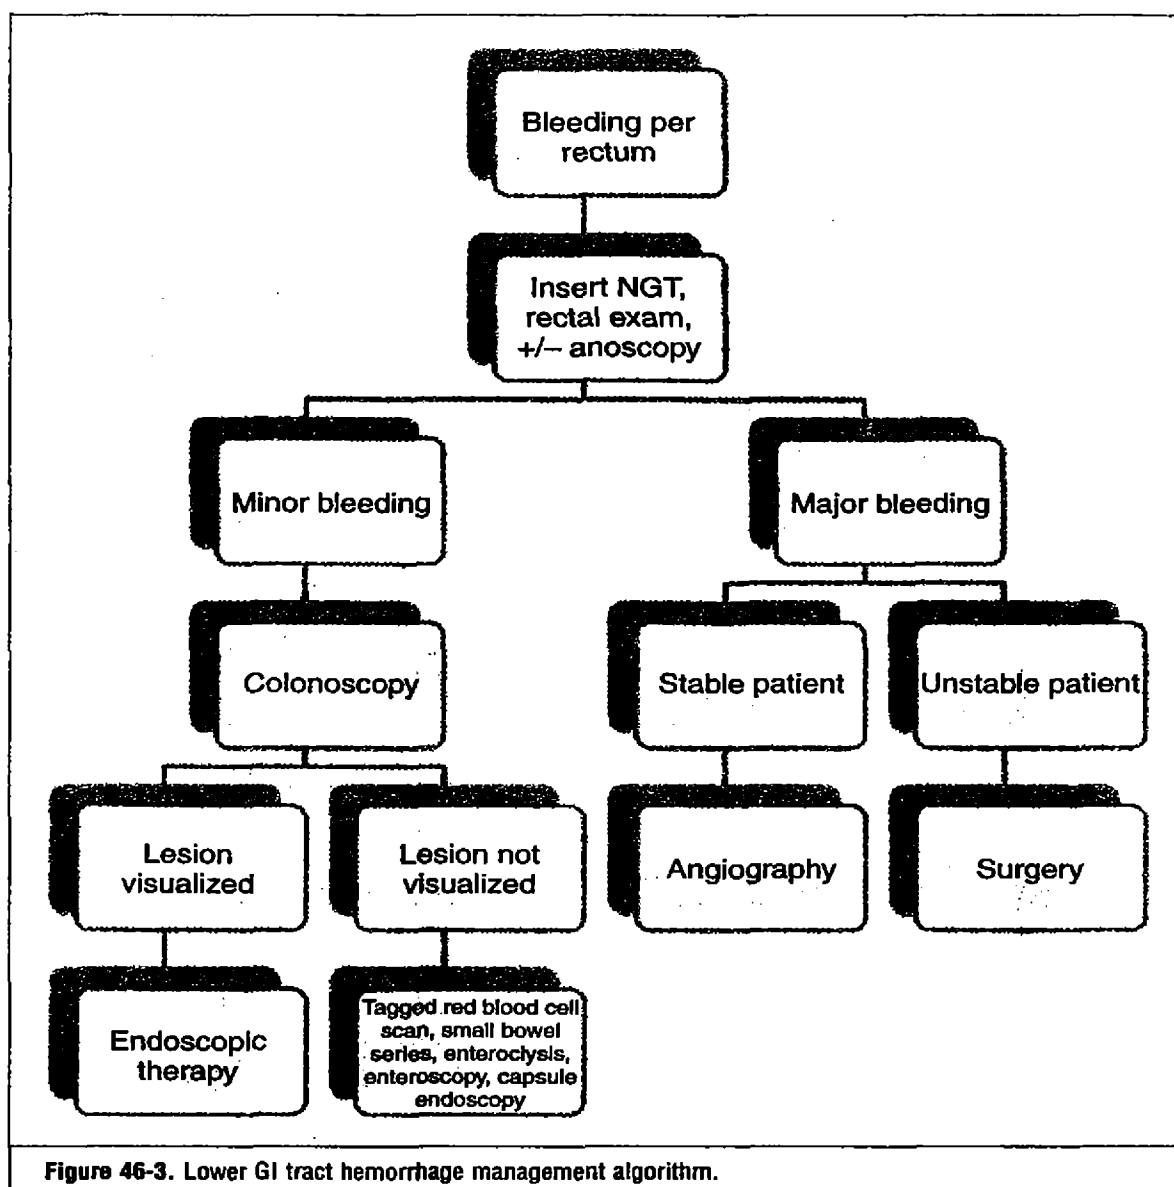 Bleeding per
rectum
Insert NGT,
rectal exam,
+/– anoscopy
Minor bleeding
Major bleeding
Colonoscopy
Stable patient
Unstable patient
Lesion
visualized
Lesion not
visualized
Angiography
Surgery
Endoscopic
therapy
Tagged red blood cell
scan, small bowel
series, enteroclysis,
enteroscopy, capsule
endoscopy
Figure 46-3. Lower GI tract hemorrhage management algorithm.